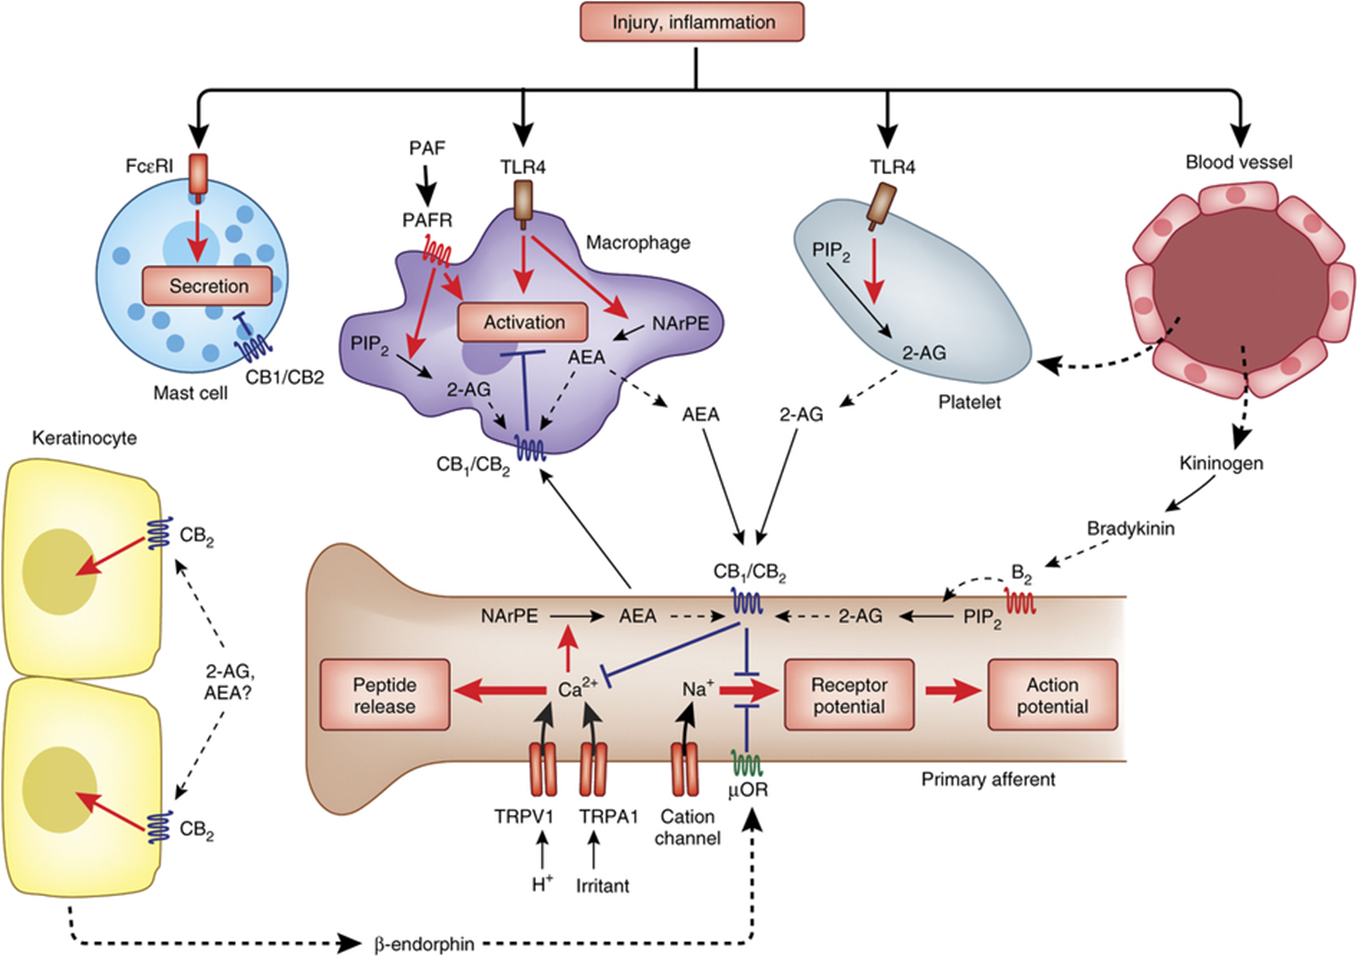 Injury, inflammation
FcεRI
PAF
TLR4
TLR4
Blood vessel
PAFR
Macrophage
PIP2
Secretion
Activation
NArPE
PIP2
AEA
2-AG
CB1/CB2
Mast cell
2-AG
Platelet
AEA
2-AG
Keratinocyte
CB1/CB2
Kininogen
Bradykinin
CB2
CB1/CB2
B2
NArPE
AEA
2-AG
PIP2
2-AG,
AEA?
Peptide
release
Ca2+
Na+
Receptor
potential
Action
potential
Primary afferent
μOR
TRPV1
TRPA1
Cation
channel
CB2
H+
Irritant
β-endorphin